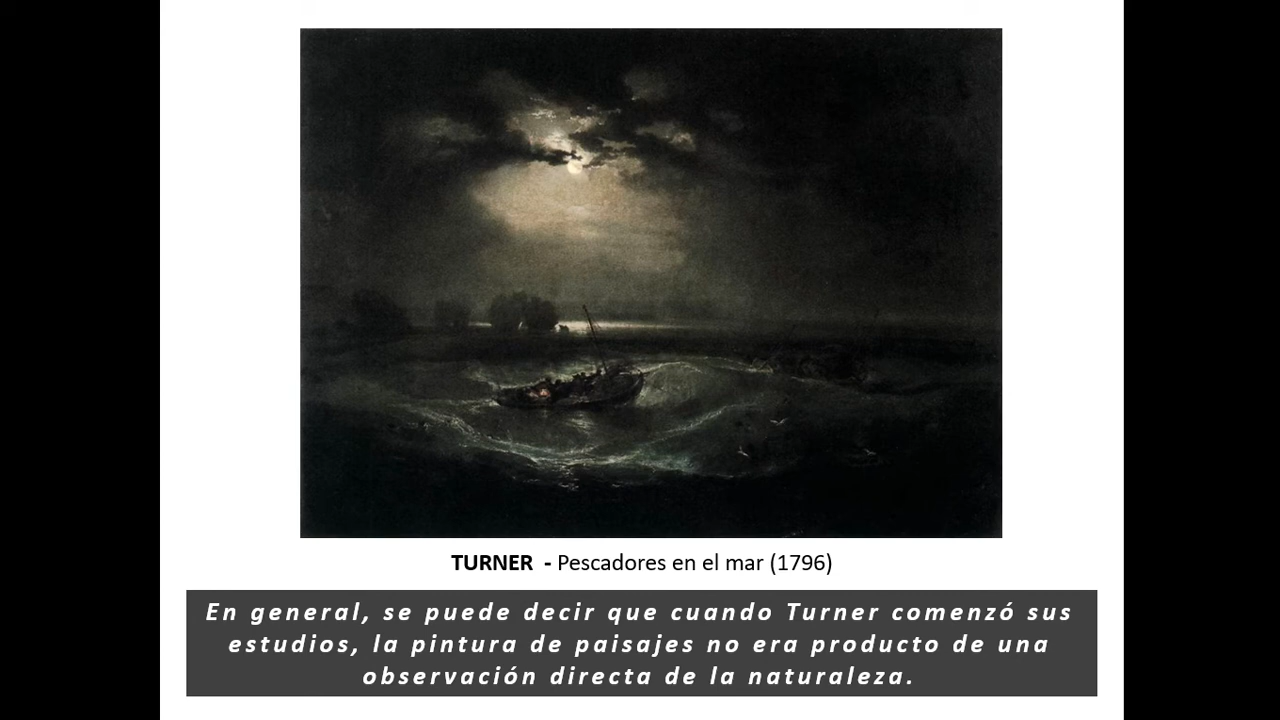 TURNER - Pescadores en el mar (1796)
En general, se puede decir que cuando Turner comenzó sus
estudios, la pintura de paisajes no era producto de una
observación directa de la naturaleza.